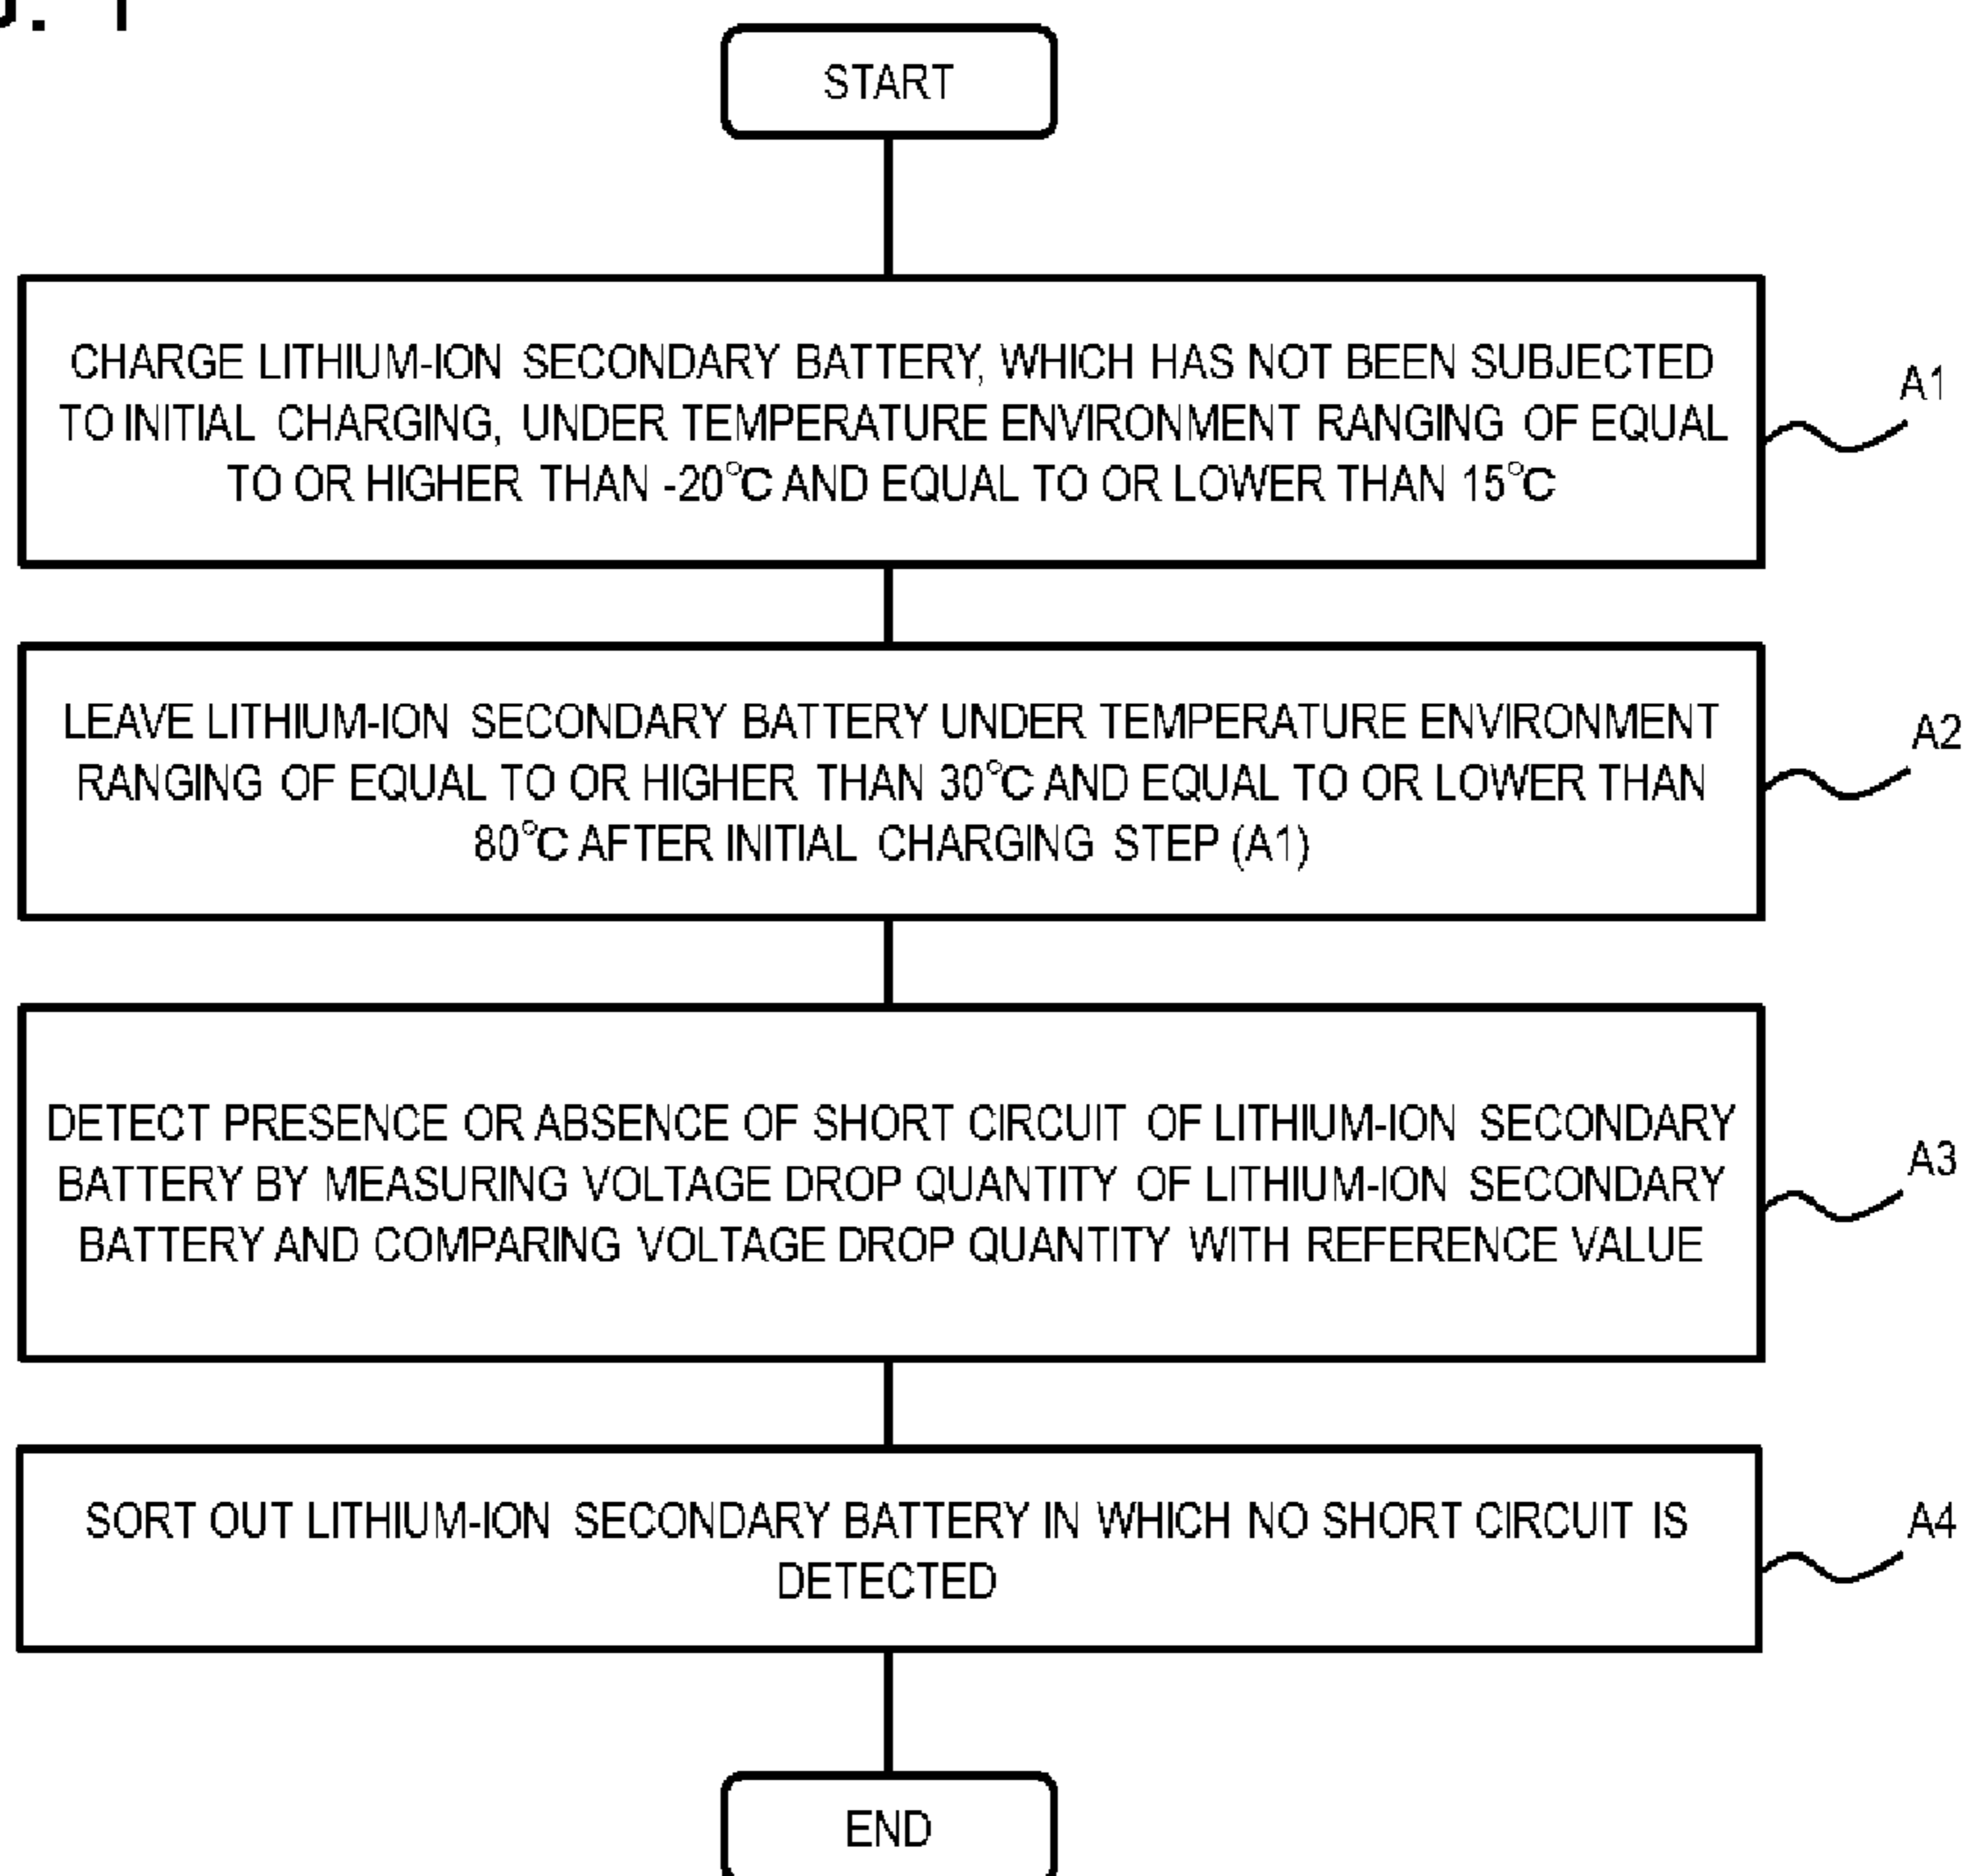 . 1
START
CHARGE LITHIUM-ION SECONDARY BATTERY, WHICH HAS NOT BEEN SUBJECTED
TO INITIAL CHARGING, UNDER TEMPERATURE ENVIRONMENT RANGING OF EQUAL
TO OR HIGHER THAN -20°C AND EQUAL TO OR LOWER THAN 15°C
A1
LEAVE LITHIUM-ION SECONDARY BATTERY UNDER TEMPERATURE ENVIRONMENT
RANGING OF EQUAL TO OR HIGHER THAN 30°C AND EQUAL TO OR LOWER THAN
80°C AFTER INITIAL CHARGING STEP (A1)
A2
DETECT PRESENCE OR ABSENCE OF SHORT CIRCUIT OF LITHIUM-ION SECONDARY
BATTERY BY MEASURING VOLTAGE DROP QUANTITY OF LITHIUM-ION SECONDARY
BATTERY AND COMPARING VOLTAGE DROP QUANTITY WITH REFERENCE VALUE
A3
SORT OUT LITHIUM-ION SECONDARY BATTERY IN WHICH NO SHORT CIRCUIT IS
DETECTED
A4
END